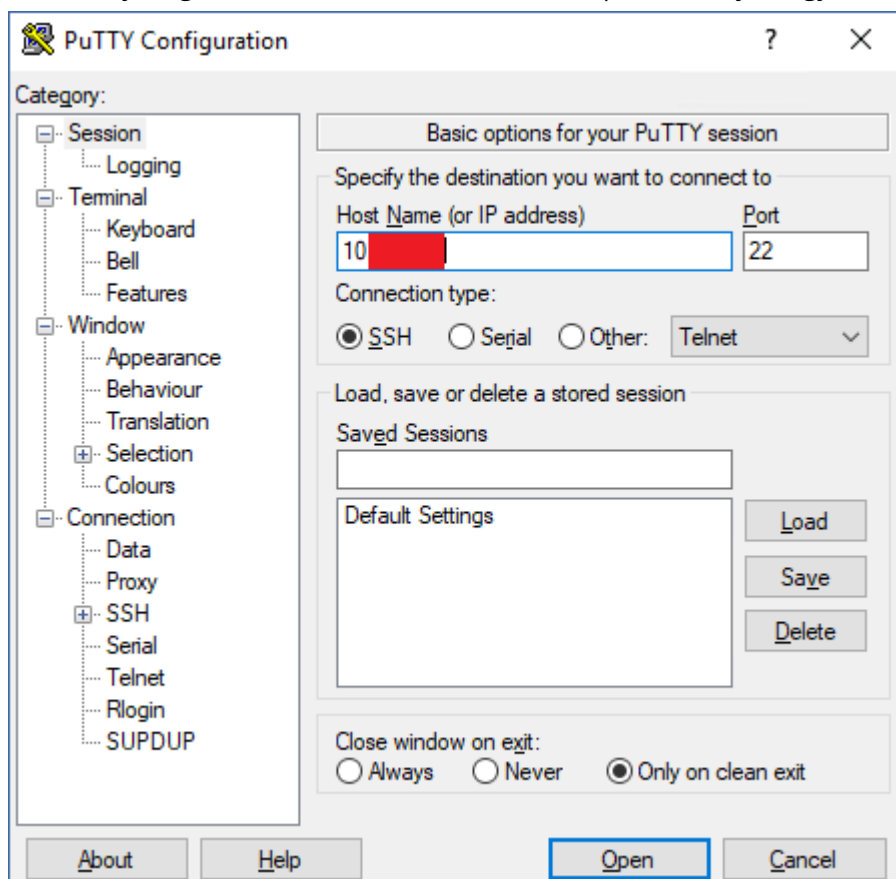 PuTTY Configuration
?
Category:
Session
Logging
Terminal
Keyboard
Bell
Features
Window
Appearance
Behaviour
Translation
Selection
Colours
Connection
Data
Proxy
SSH
Serial
Telnet
Rlogin
SUPDUP
Basic options for your PuTTY session
Specify the destination you want to connect to
Host Name (or IP address) Port
10 22
Connection type:
SSH Serial Other: Telnet
Load, save or delete a stored session
Saved Sessions
Default Settings
Load
Save
Delete
Close window on exit:
Always Never Only on clean exit
About Help Open Cancel